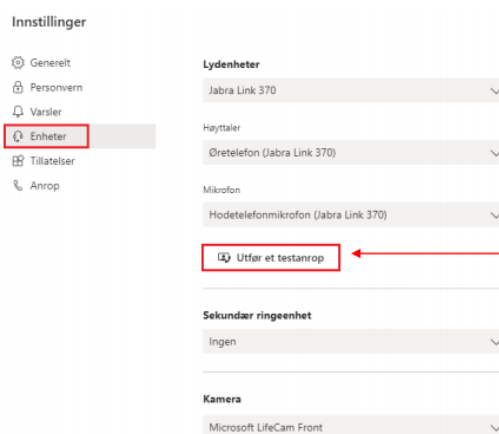 Innstillinger
Generelt
Personvern
Varsler
Enheter
Tillatelser
Anrop
Lydenheter
Jabra Link 370
Høyttaler
Øretelefon (Jabra Link 370)
Mikrofon
Hodetelefonmikrofon (Jabra Link 370)
Utfør et testanrop
Sekundær ringeenhet
Ingen
Kamera
Microsoft LifeCam Front